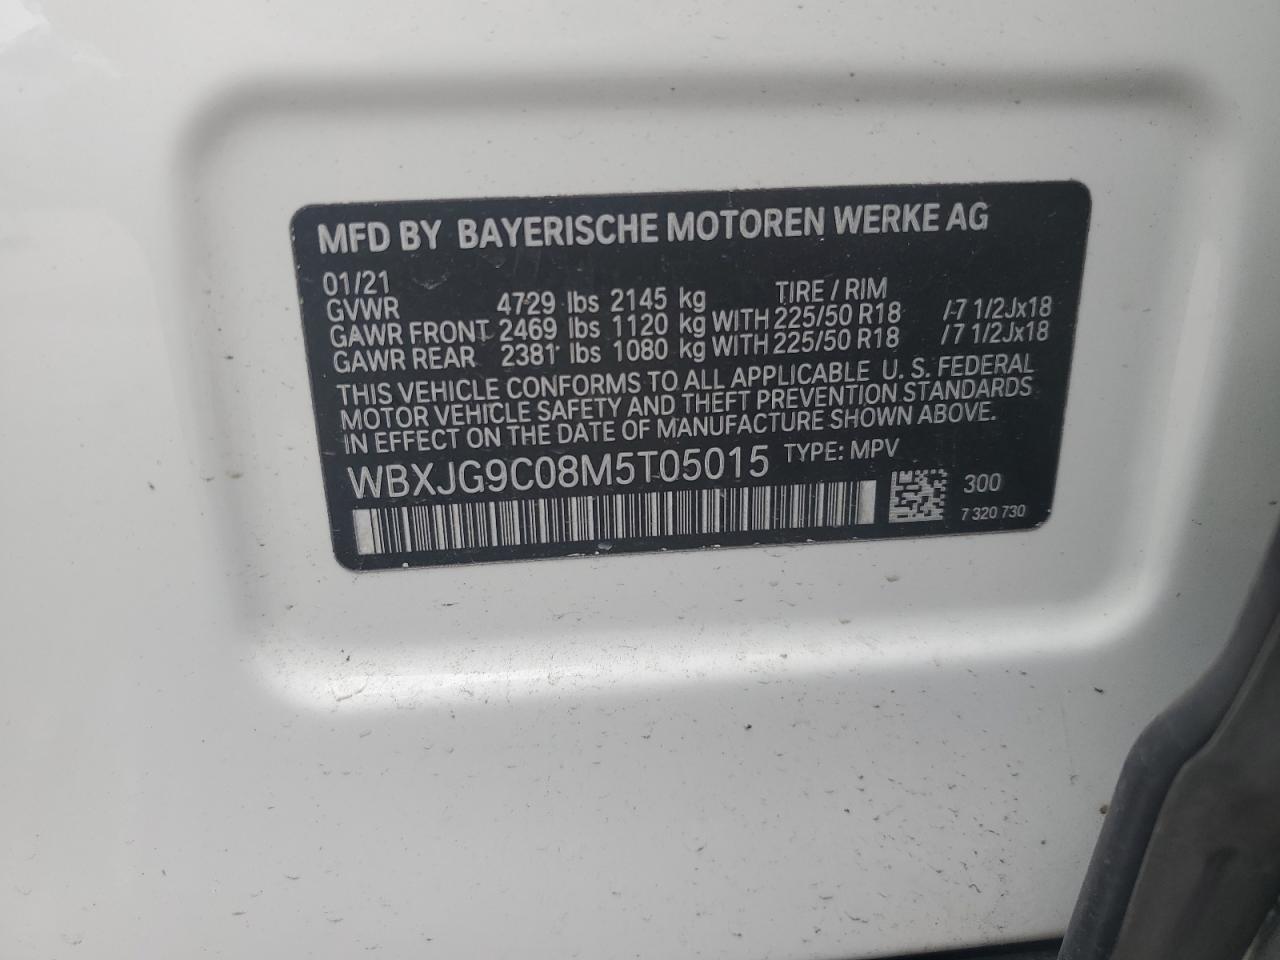 MFD BY BAYERISCHE MOTOREN WERKE AG
01/21 TIRE / RIM
GVWR 4729 lbs 2145 kg
GAWR FRONT 2469 lbs 1120 kg WITH 225/50 R18 /-7 1/2Jx18
GAWR REAR 2381 lbs 1080 kg WITH 225/50 R18 /7 1/2Jx18
THIS VEHICLE CONFORMS TO ALL APPLICABLE U. S. FEDERAL
MOTOR VEHICLE SAFETY AND THEFT PREVENTION STANDARDS
IN EFFECT ON THE DATE OF MANUFACTURE SHOWN ABOVE.
WBXJG9C08M5T05015 TYPE: MPV
300
7 320 730